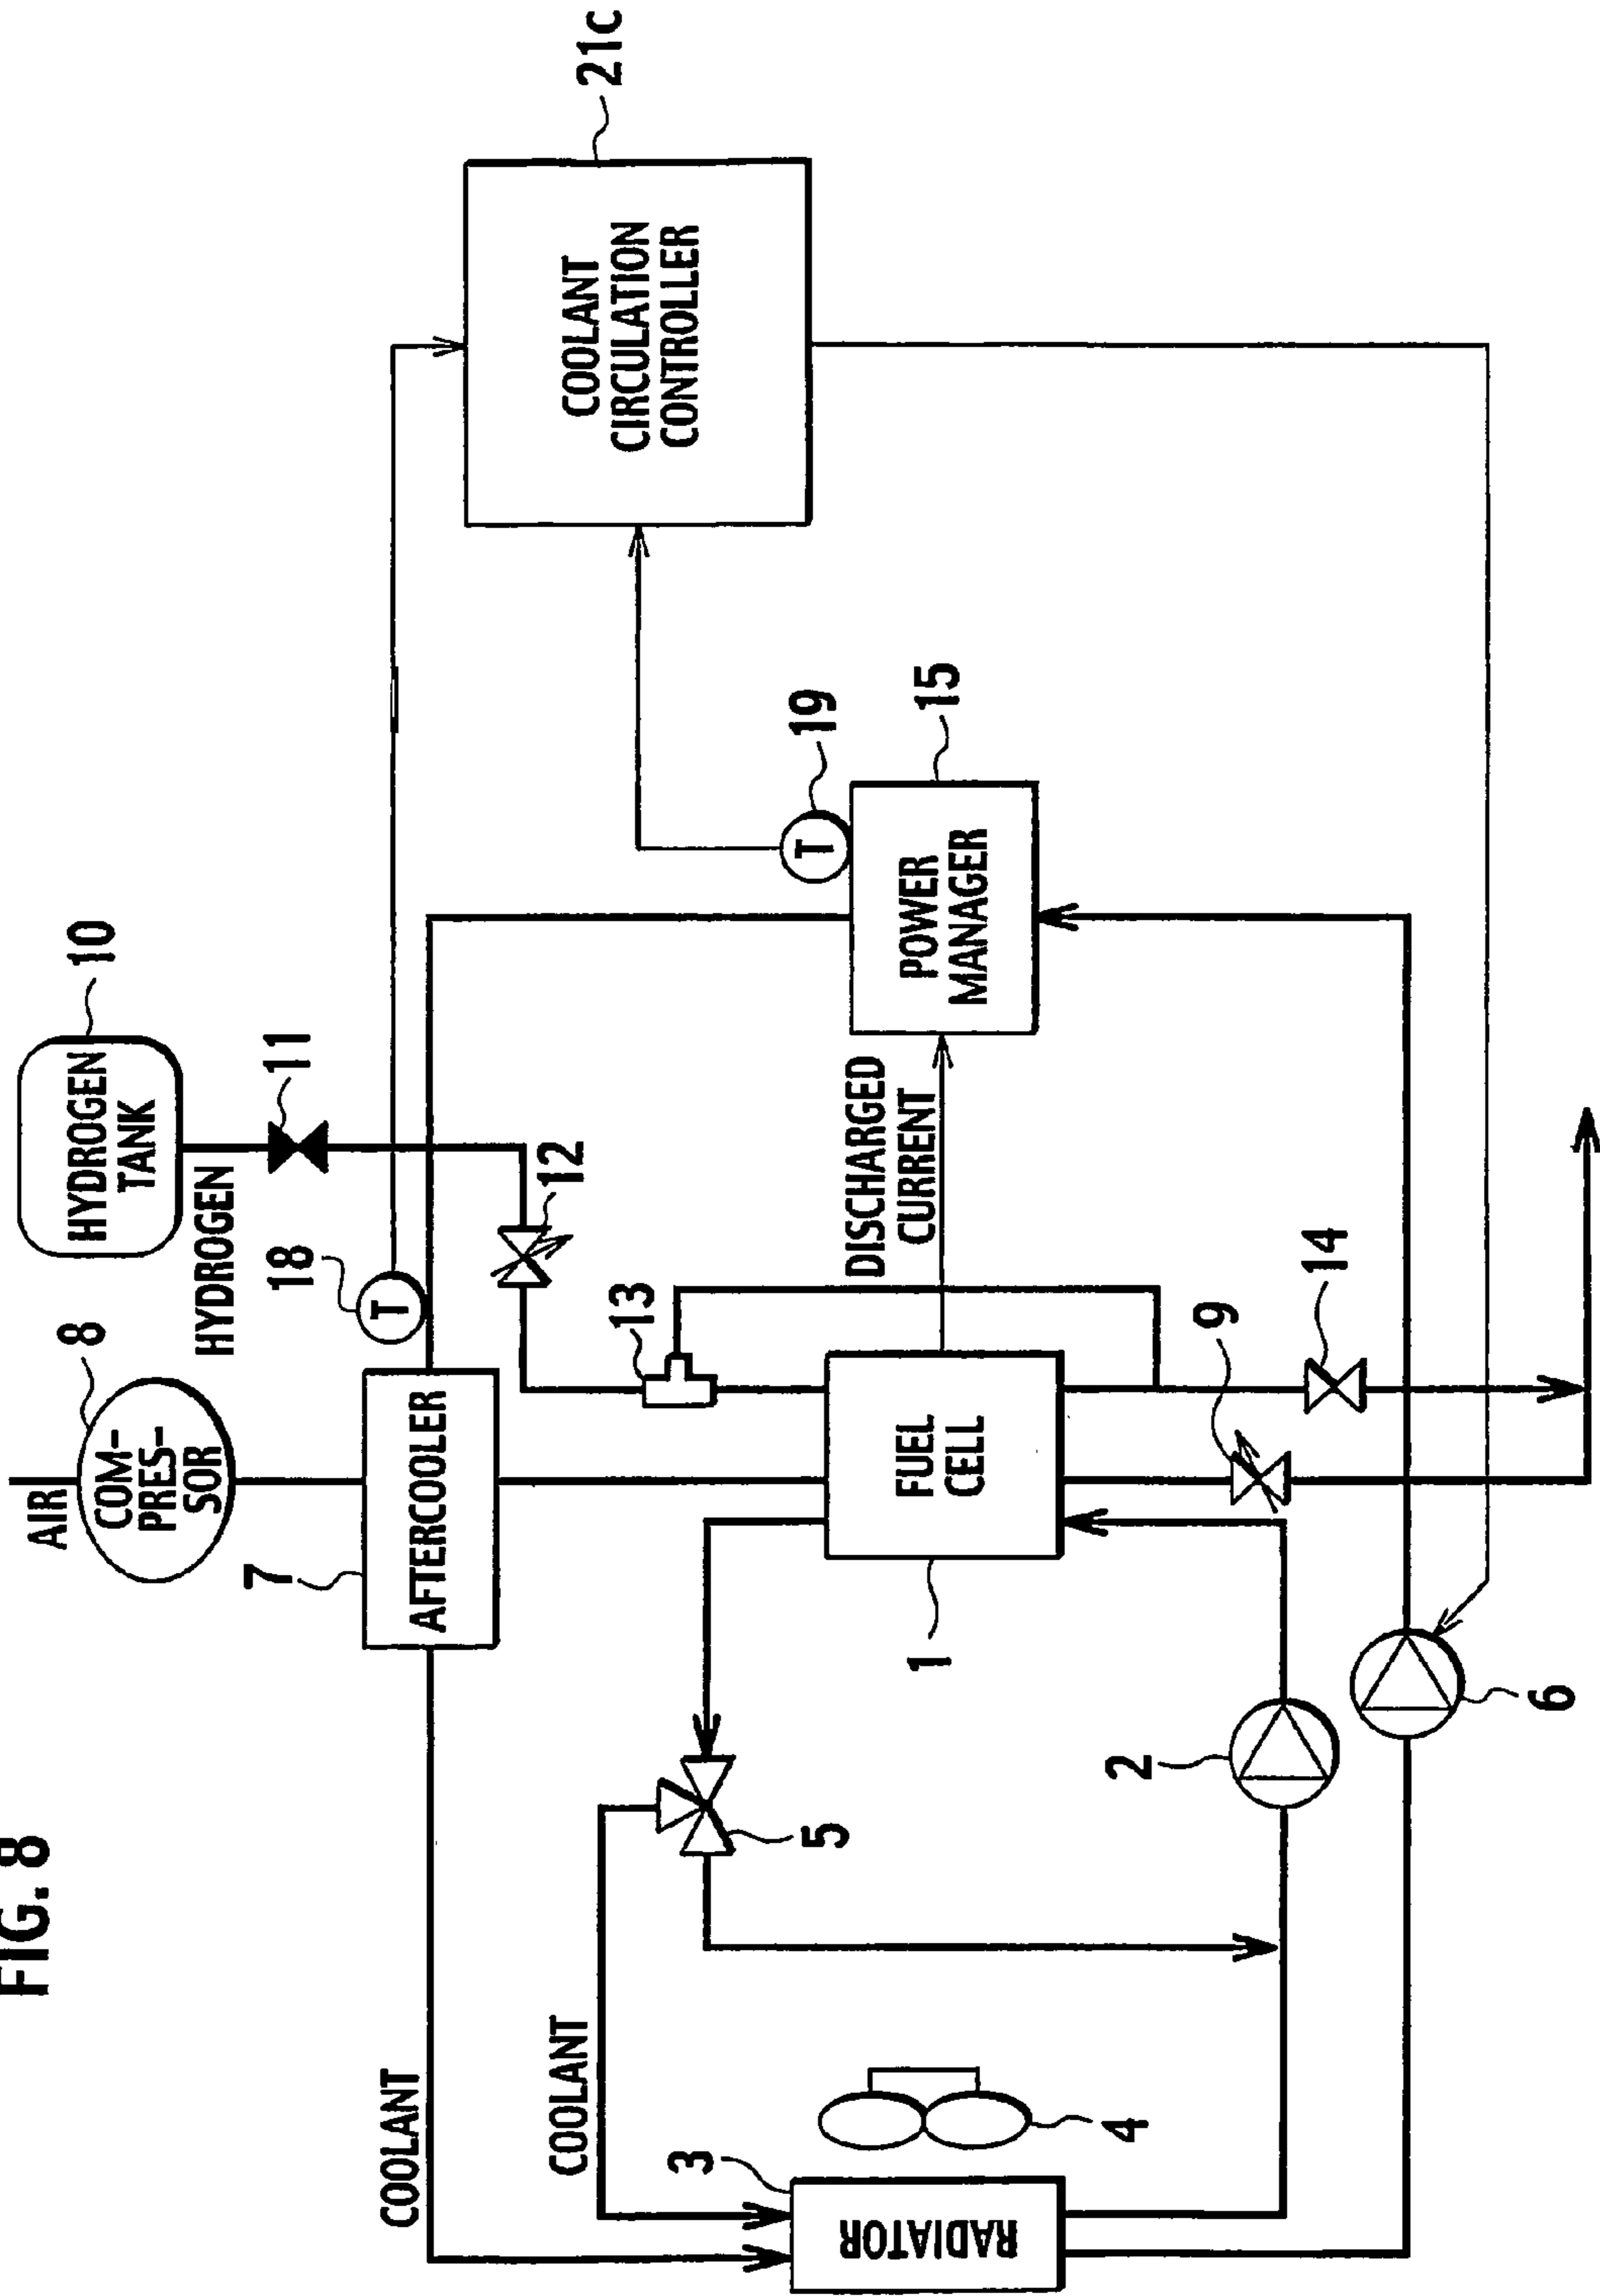 FIG. 8
AIR
8
COM-
PRES-
SOR
HYDROGEN
TANK
10
11
HYDROGEN
18
T
7
AFTERCOOLER
COOLANT
12
13
COOLANT
5
3
RADIATOR
4
2
6
1
FUEL
CELL
9
14
DISCHARGED
CURRENT
T
19
15
POWER
MANAGER
COOLANT
CIRCULATION
CONTROLLER
21c